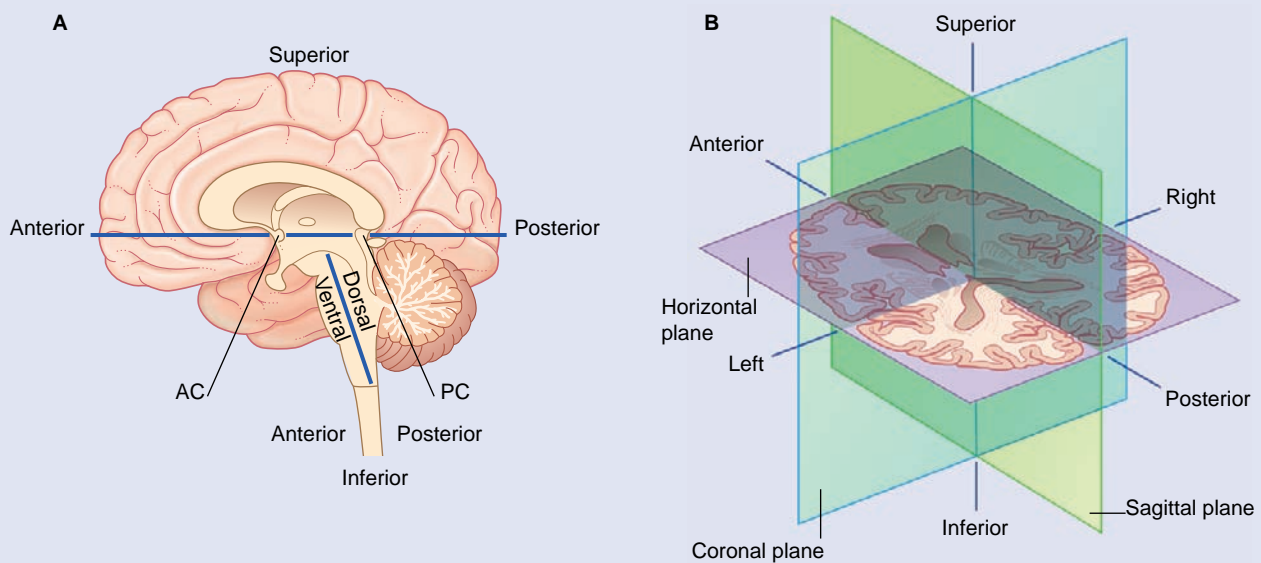 A
Superior
Anterior
Posterior
Dorsal
Ventral
AC
PC
Anterior
Posterior
Inferior
B
Superior
Anterior
Right
Horizontal
plane
Left
Posterior
Inferior
Sagittal plane
Coronal plane